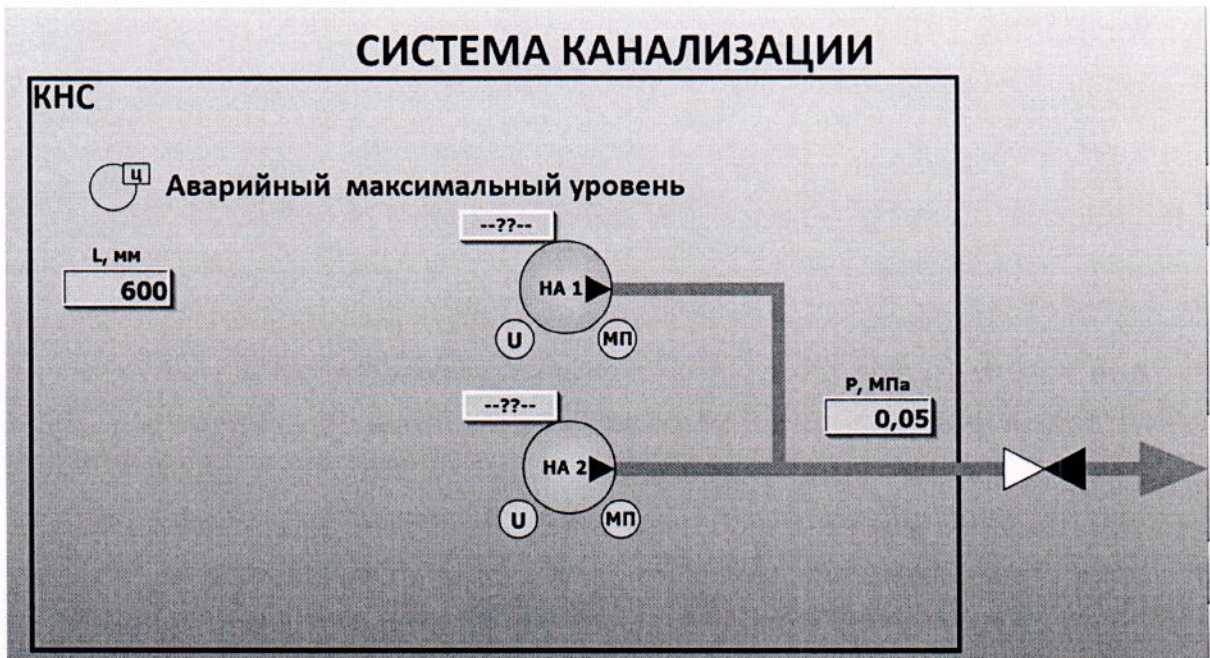 СИСТЕМА КАНАЛИЗАЦИИ
КНС
Ц
Аварийный максимальный уровень
--??--
L, мм
600
НА 1
U
МП
--??--
P, МПа
0,05
НА 2
U
МП